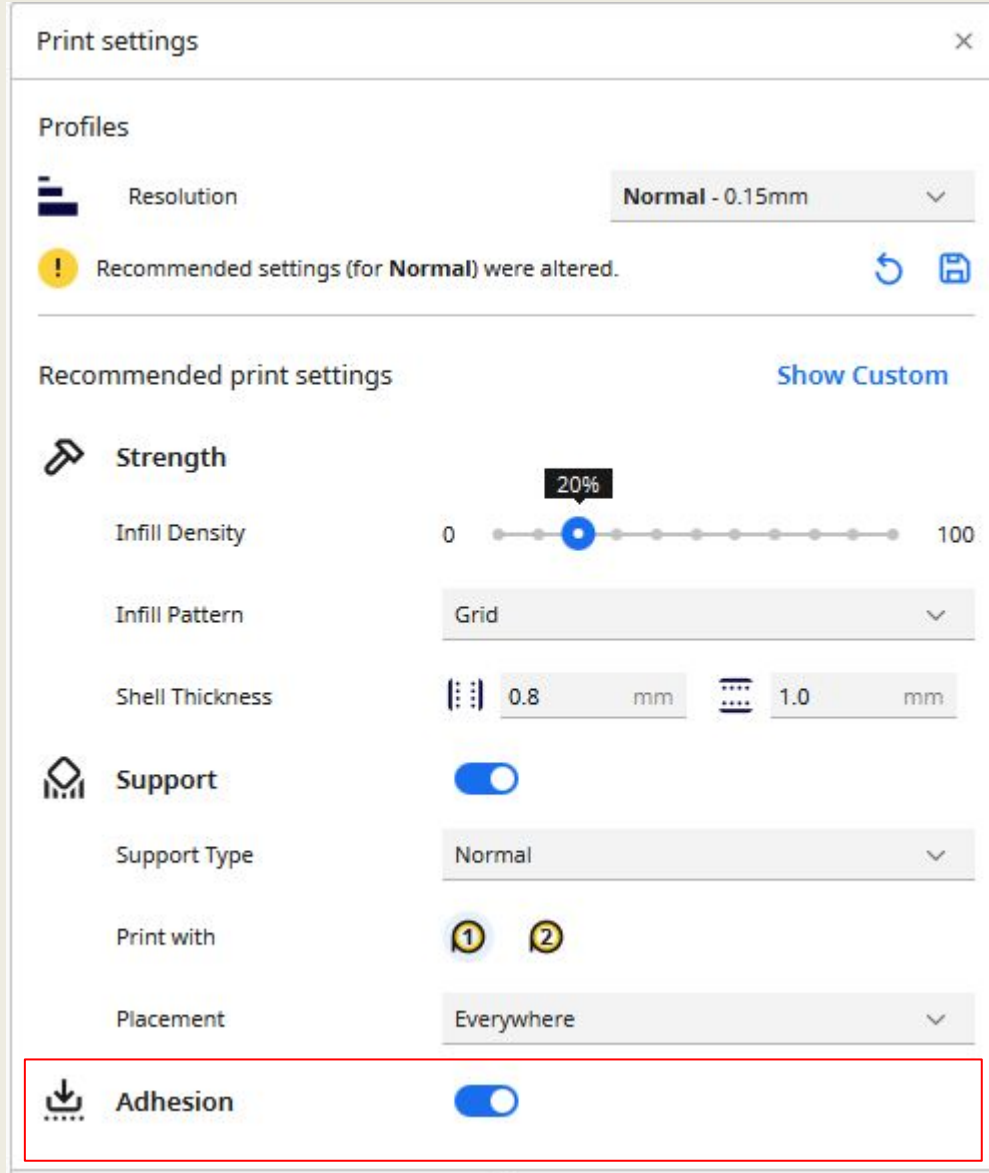 Print settings
Profiles
Resolution
Normal - 0.15mm
! Recommended settings (for Normal) were altered.
Recommended print settings
Show Custom
Strength
20%
Infill Density
0
100
Infill Pattern
Grid
Shell Thickness
0.8 mm
1.0 mm
Support
Support Type
Normal
Print with
1
2
Placement
Everywhere
Adhesion